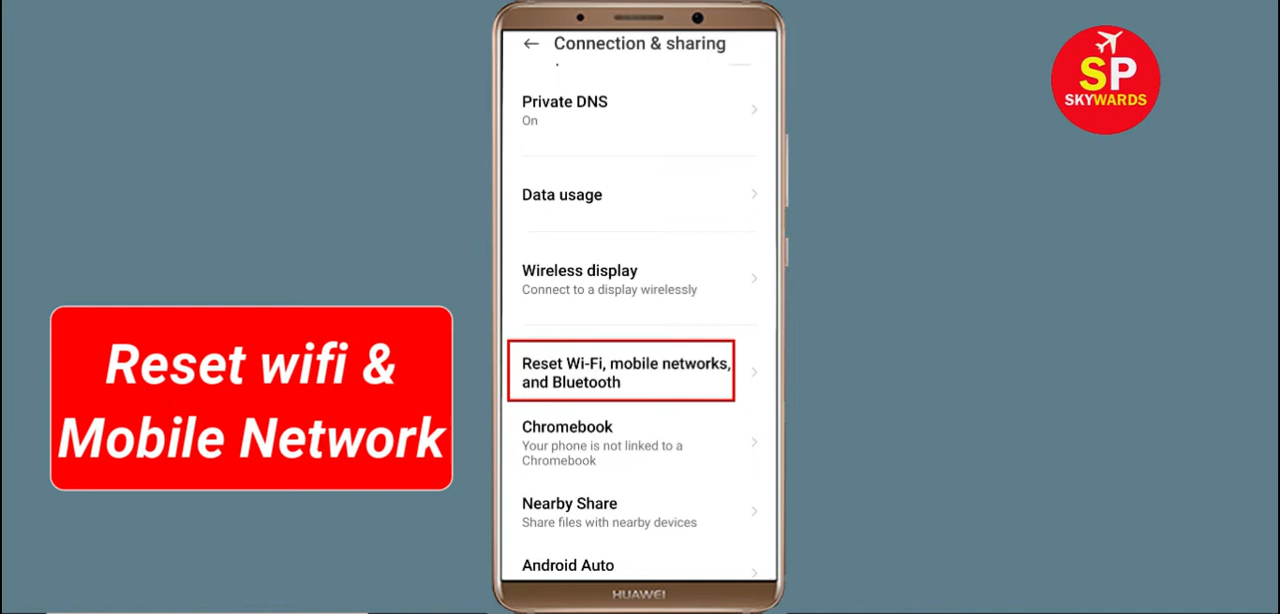 Connection & sharing
Private DNS
On
Data usage
Wireless display
Connect to a display wirelessly
Reset Wi-Fi, mobile networks,
and Bluetooth
Chromebook
Your phone is not linked to a
Chromebook
Nearby Share
Share files with nearby devices
Android Auto
HUAWEI
Reset wifi &
Mobile Network
SP
SKYWARDS